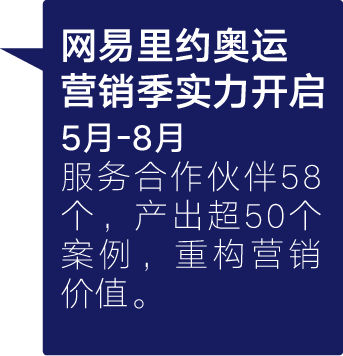 网易里约奥运
营销季实力开启
5月-8月
服务合作伙伴58
个，产出超50个
案例，重构营销
价值。